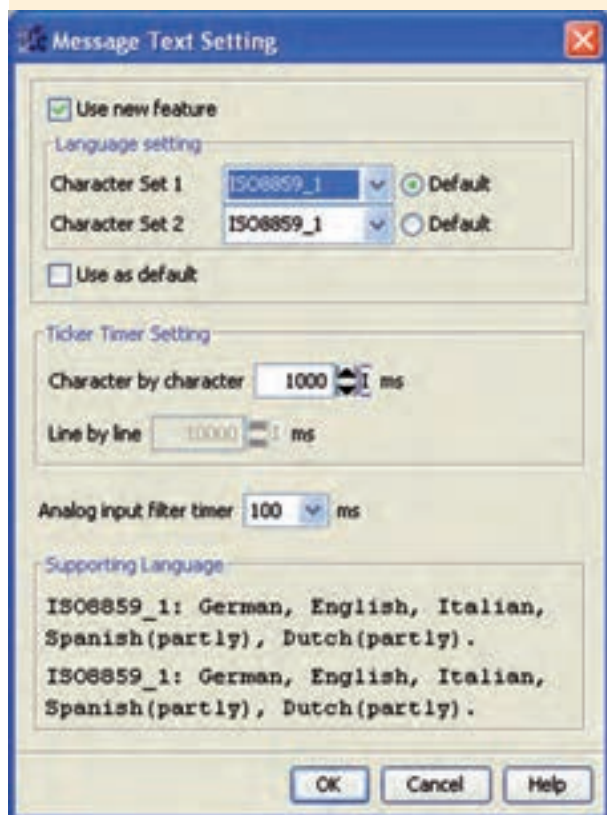 Message Text Setting
Use new feature
Language setting
Character Set 1 ISO8859_1 Default
Character Set 2 ISO8859_1 Default
Use as default
Ticker Timer Setting
Character by character 1000 ms
Line by line 10000 ms
Analog input filter timer 100 ms
Supporting Language
ISO8859_1: German, English, Italian,
Spanish(partly), Dutch(partly).
ISO8859_1: German, English, Italian,
Spanish(partly), Dutch(partly).
OK Cancel Help